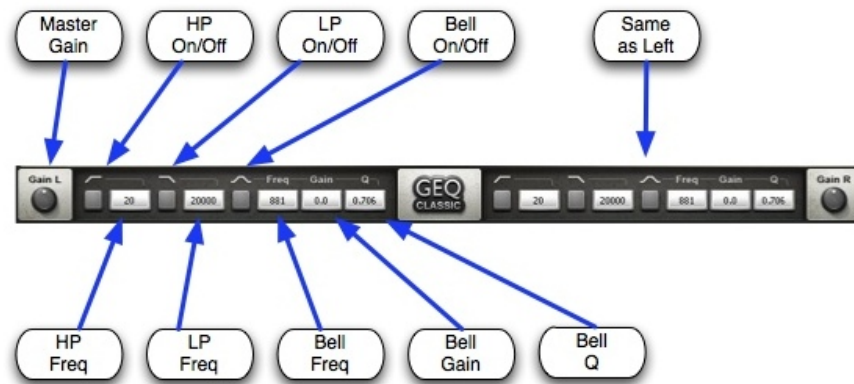 Master
Gain
HP
On/Off
LP
On/Off
Bell
On/Off
Same
as Left
Gain L
20
20000
Freq
881
Gain
0.0
Q
0.706
GEQ
CLASSIC
20
20000
Freq
881
Gain
0.0
Q
0.706
Gain R
HP
Freq
LP
Freq
Bell
Freq
Bell
Gain
Bell
Q